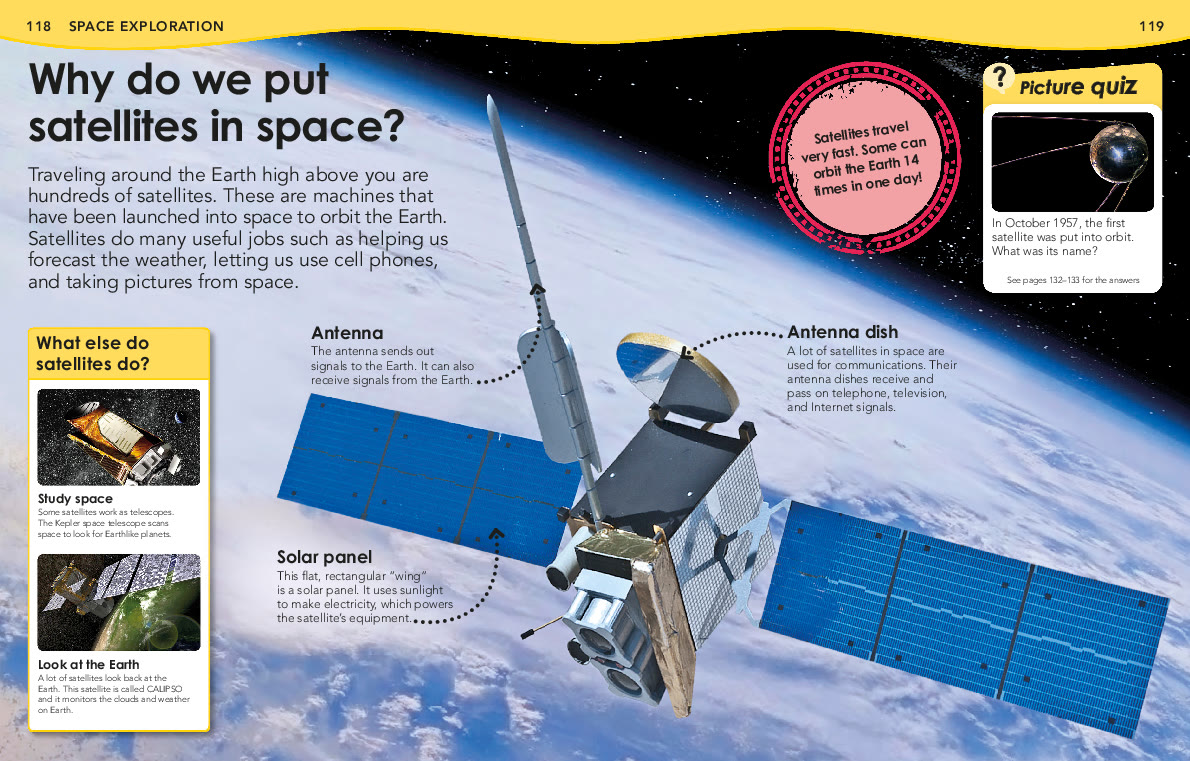 118 SPACE EXPLORATION
119
Why do we put
satellites in space?
Traveling around the Earth high above you are
hundreds of satellites. These are machines that
have been launched into space to orbit the Earth.
Satellites do many useful jobs such as helping us
forecast the weather, letting us use cell phones,
and taking pictures from space.
Satellites travel
very fast. Some can
orbit the Earth 14
times in one day!
?
Picture quiz
In October 1957, the first
satellite was put into orbit.
What was its name?
See pages 132–133 for the answers
What else do
satellites do?
Study space
Some satellites work as telescopes.
The Kepler space telescope scans
space to look for Earthlike planets.
Look at the Earth
A lot of satellites look back at the
Earth. This satellite is called CALIPSO
and it monitors the clouds and weather
on Earth.
Antenna
The antenna sends out
signals to the Earth. It can also
receive signals from the Earth.
Antenna dish
A lot of satellites in space are
used for communications. Their
antenna dishes receive and
pass on telephone, television,
and Internet signals.
Solar panel
This flat, rectangular “wing”
is a solar panel. It uses sunlight
to make electricity, which powers
the satellite’s equipment.